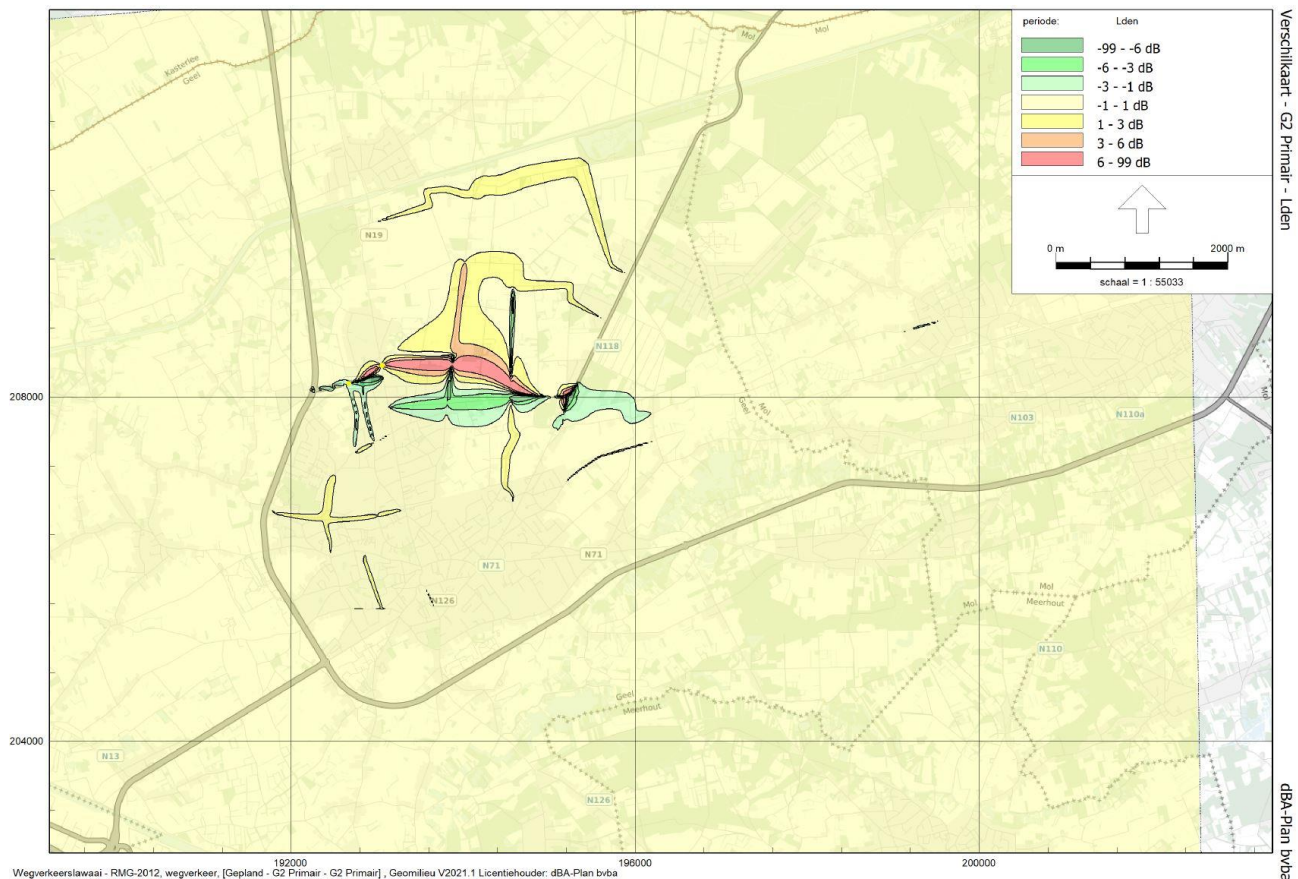 periode: Lden
-99 - -6 dB
-6 - -3 dB
-3 - -1 dB
-1 - 1 dB
1 - 3 dB
3 - 6 dB
6 - 99 dB
0 m 2000 m
schaal = 1 : 55033
Verschilkaart - G2 Primair - Lden
dBA-Plan bvba
Kasterlee
Geel
Mol
Mol
N19
N118
208000
Geel
Mol
N103
N110a
Mol
N71
N71
N126
Mol
Mol
Meerhout
N110
Geel
Meerhout
204000
N13
N126
192000
196000
200000
Wegverkeerslawaai - RMG-2012, wegverkeer, [Gepland - G2 Primair - G2 Primair] , Geomilieu V2021.1 Licentiehouder: dBA-Plan bvba